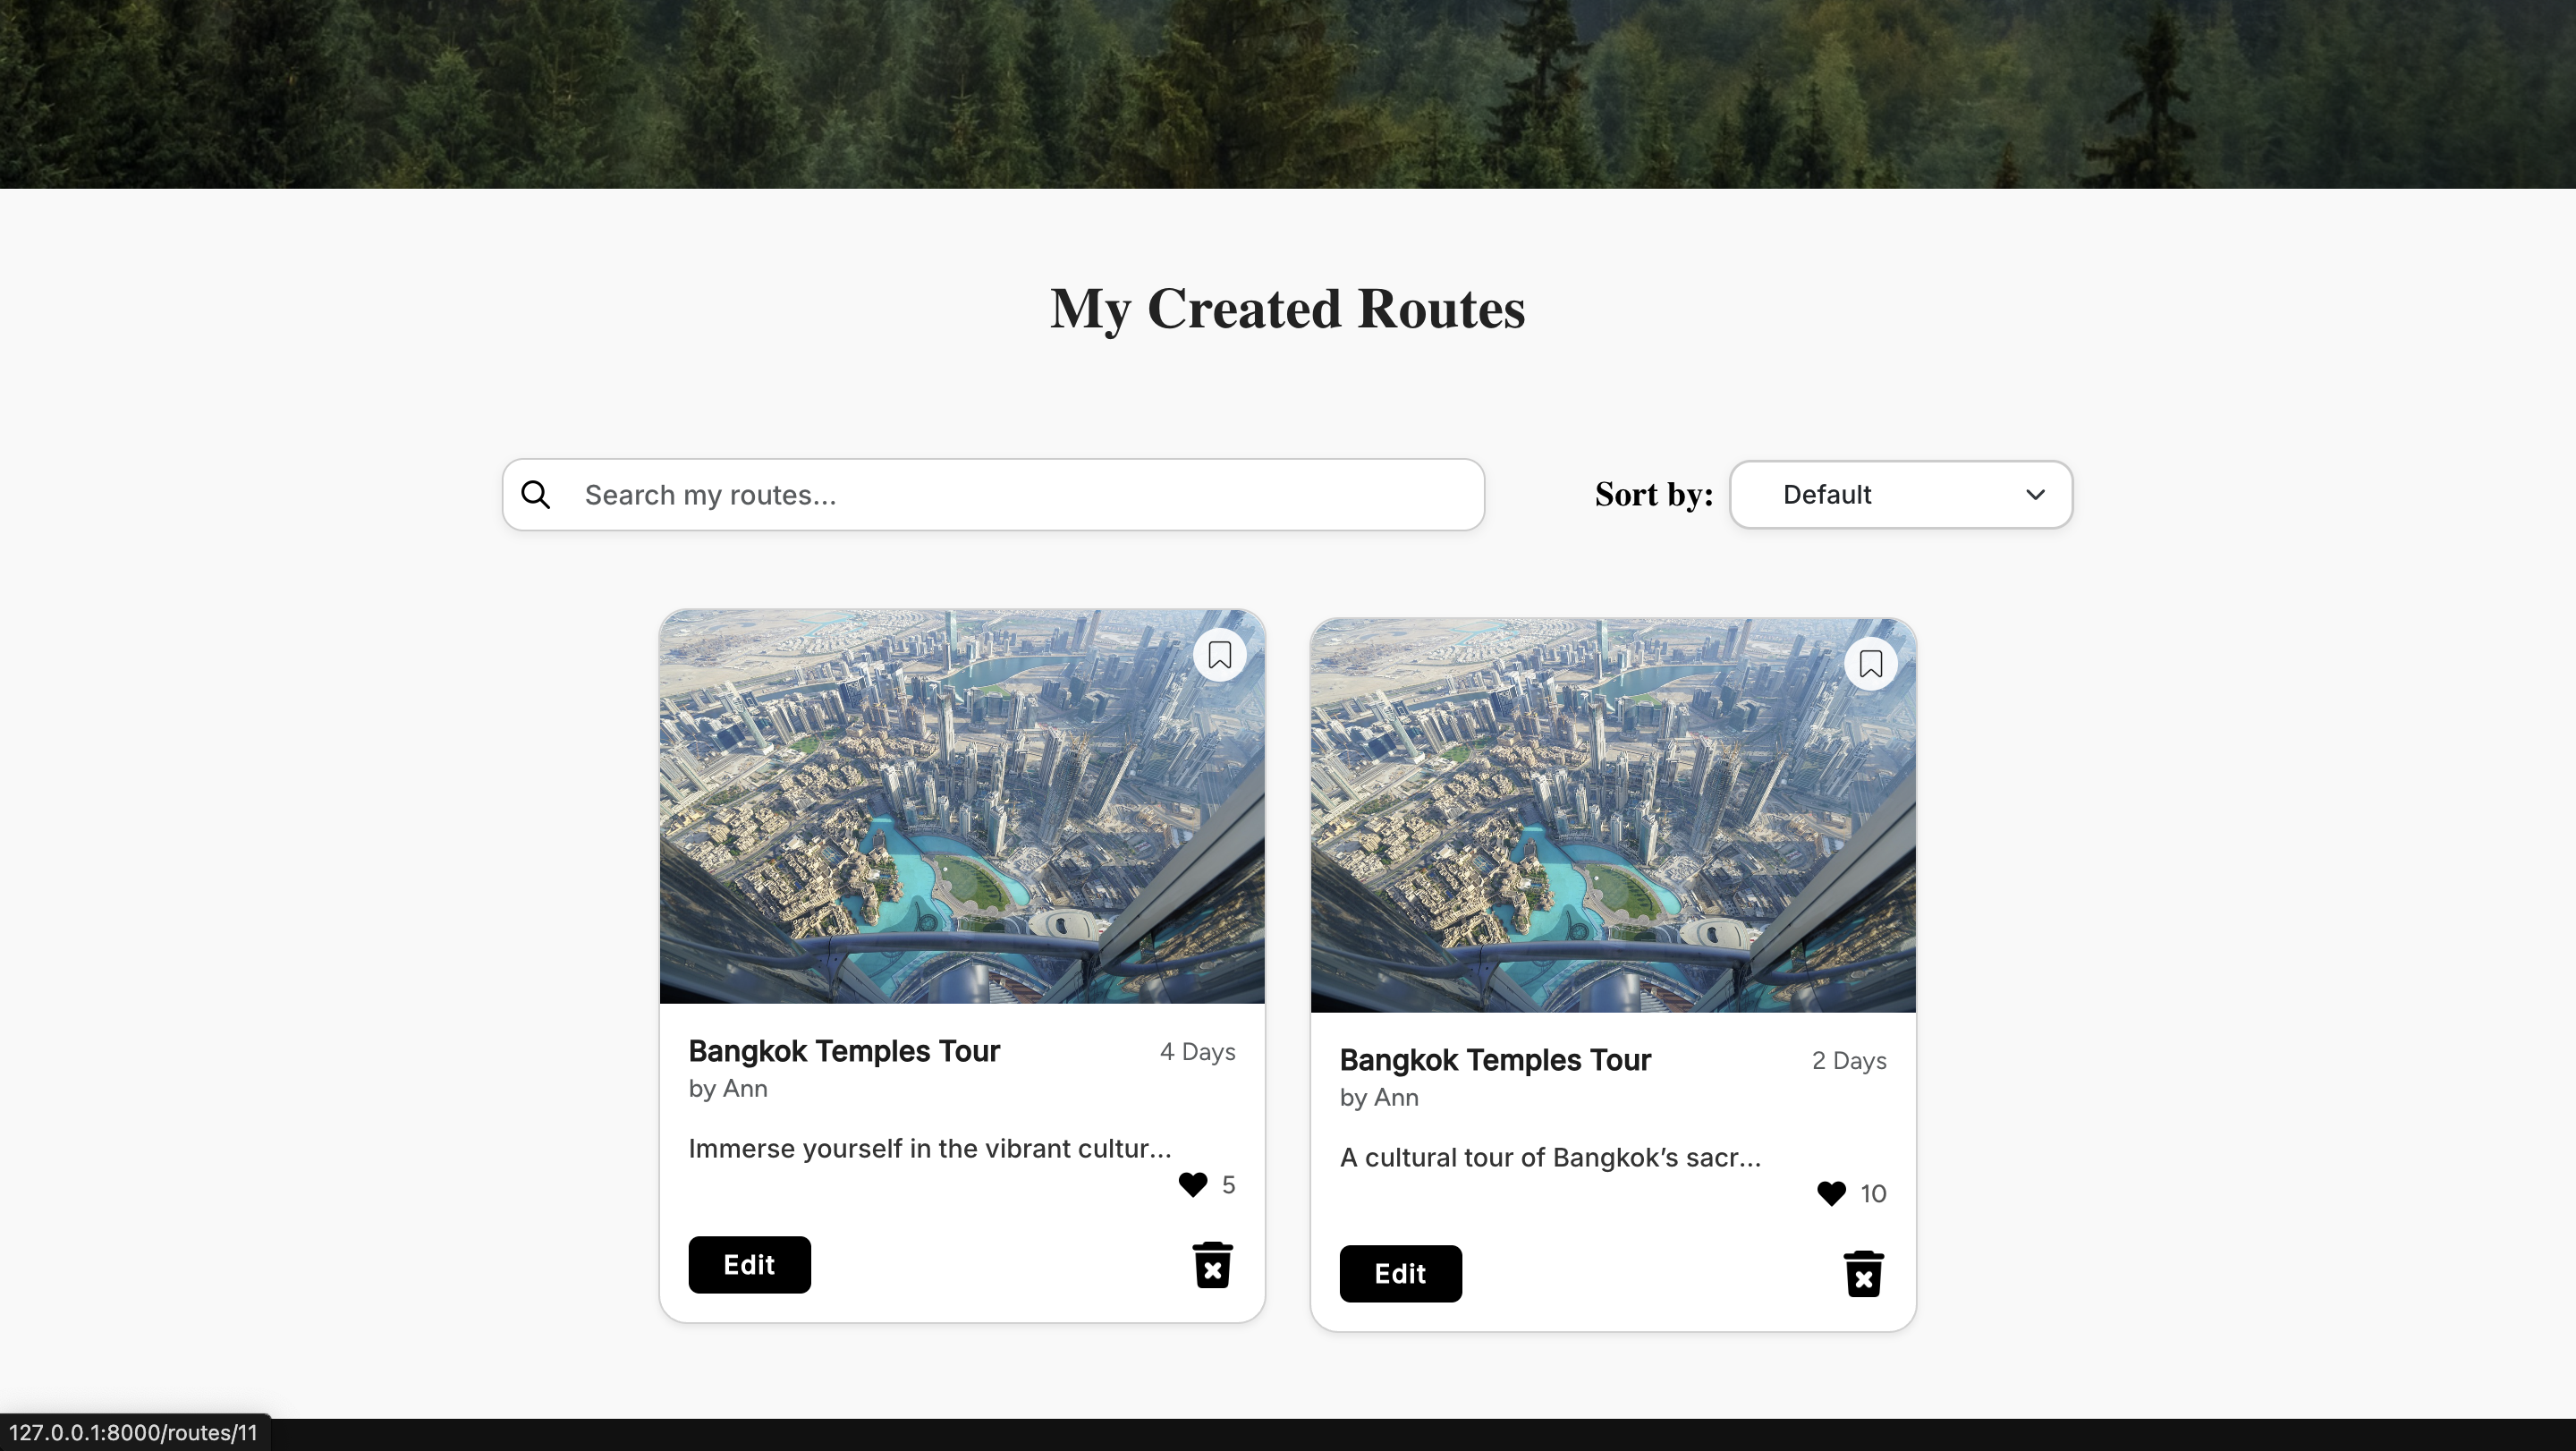 My Created Routes
Search my routes...
Sort by:
Default
Bangkok Temples Tour
4 Days
by Ann
Immerse yourself in the vibrant cultur...
5
Edit
Bangkok Temples Tour
2 Days
by Ann
A cultural tour of Bangkok’s sacr...
10
Edit
127.0.0.1:8000/routes/11